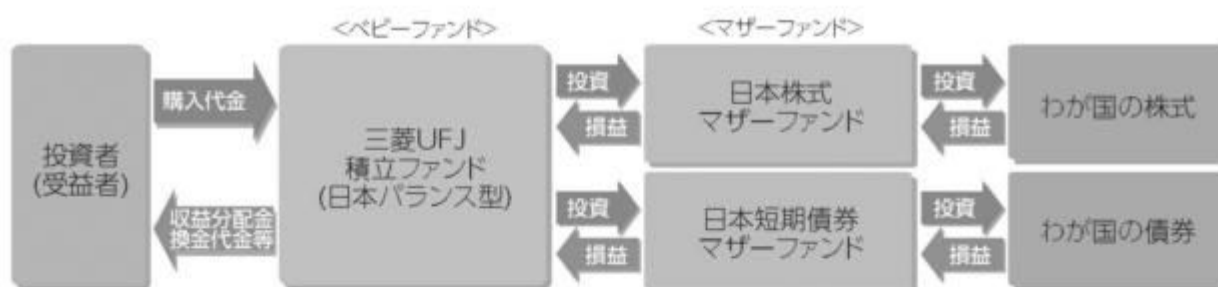 <ベビーファンド>
<マザーファンド>
投資者
(受益者)
購入代金
収益分配金
換金代金等
三菱UFJ
積立ファンド
(日本バランス型)
投資
損益
日本株式
マザーファンド
投資
損益
わが国の株式
投資
損益
日本短期債券
マザーファンド
投資
損益
わが国の債券